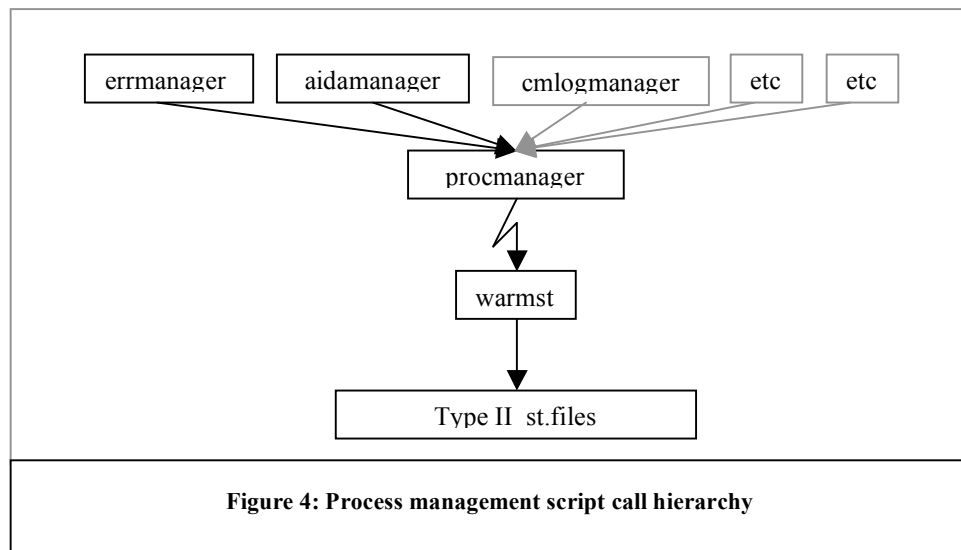 errmanager aidamanager cmlogmanager etc etc
procmanager
warmst
Type II st.files
Figure 4: Process management script call hierarchy